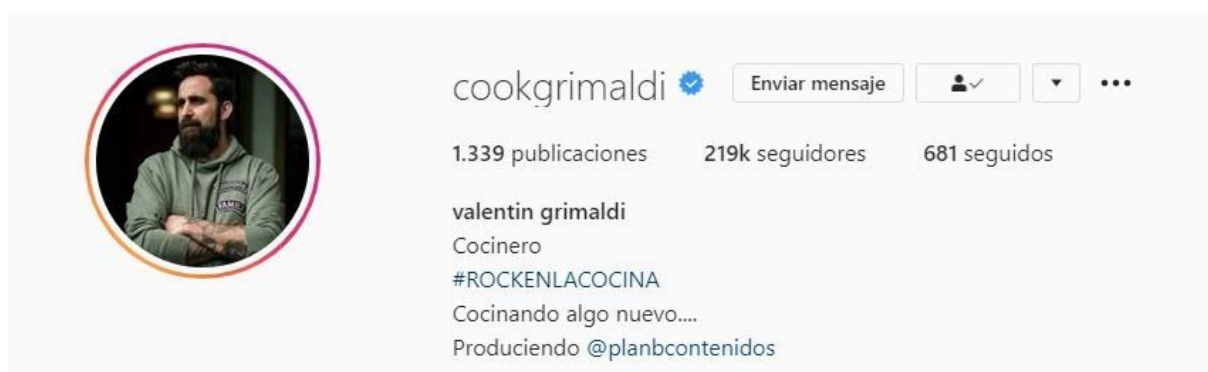 cookgrimaldi Enviar mensaje
1.339 publicaciones 219k seguidores 681 seguidos
valentin grimaldi
Cocinero
#ROCKENLACOCINA
Cocinando algo nuevo....
Produciendo @planbcontenidos